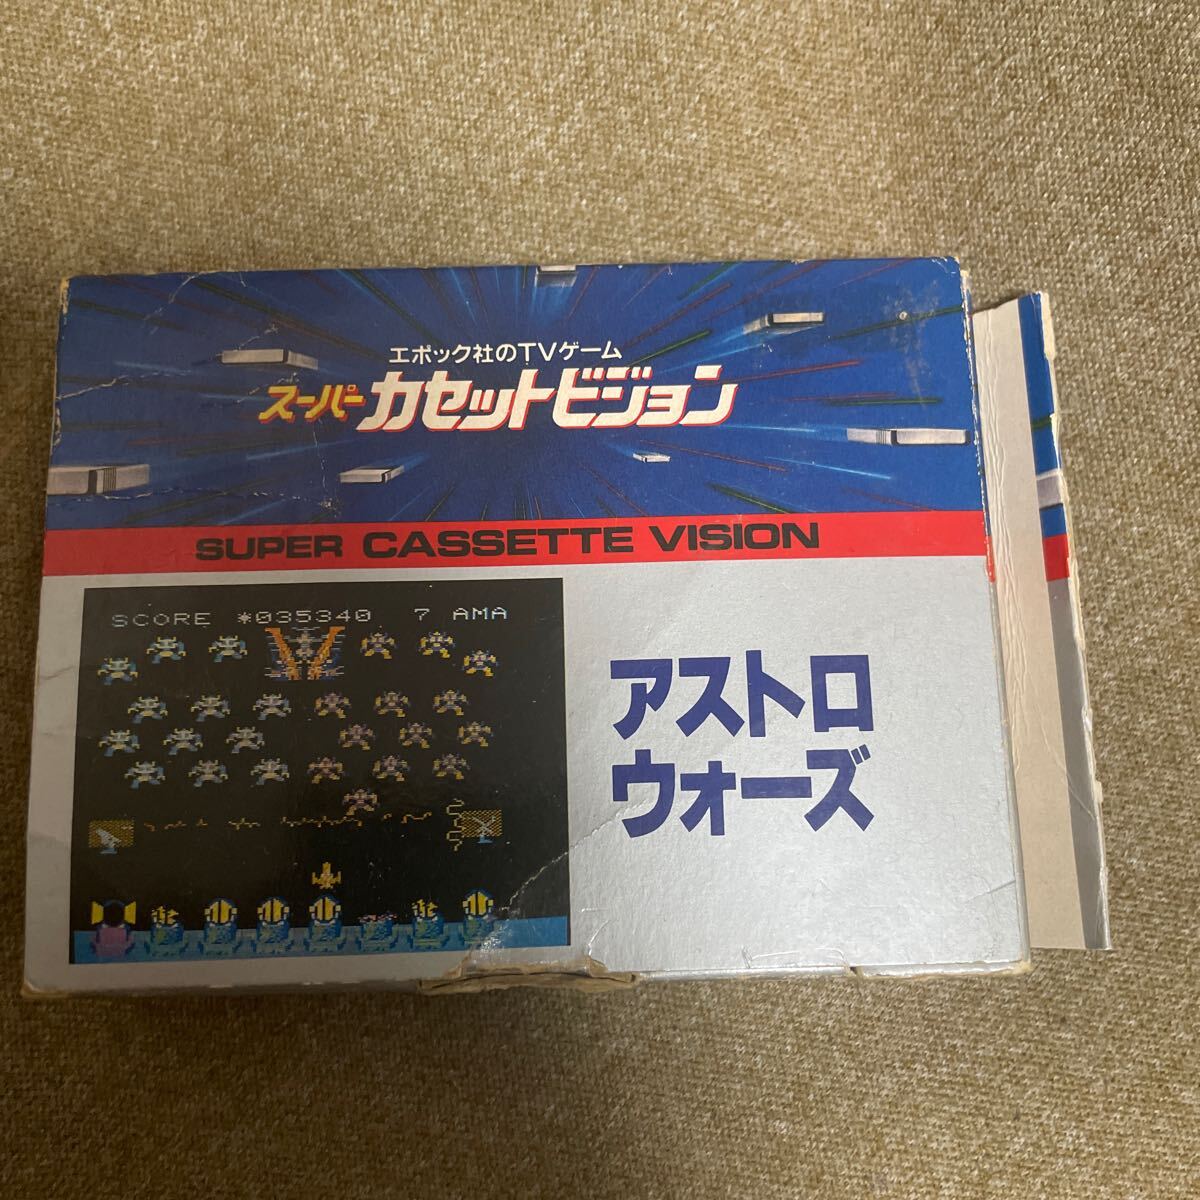 エポック社のTVゲーム
スーパーカセットビジョン
SUPER CASSETTE VISION
SCORE *035340 7 AMA
アストロ
ウォーズ